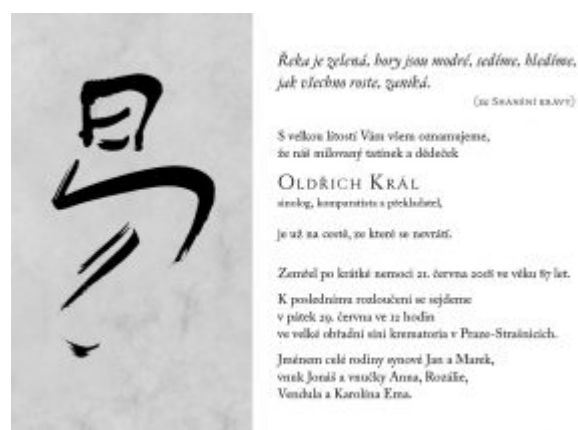 易
Řeka je zelená, hory jsou modré, sedíme, hledíme,
jak všechno roste, zaniká.
(ze Shánění krávy)
S velkou lítostí Vám všem oznamujeme,
že náš milovaný tatínek a dědeček
Oldřich Král
sinolog, komparatista a překladatel,
je už na cestě, ze které se nevrátí.
Zemřel po krátké nemoci 21. června 2018 ve věku 87 let.
K poslednímu rozloučení se sejdeme
v pátek 29. června ve 12 hodin
ve velké obřadní síni krematoria v Praze-Strašnicích.
Jménem celé rodiny synové Jan a Marek,
vnuk Jonáš a vnučky Anna, Rozálie,
Vendula a Karolína Ema.